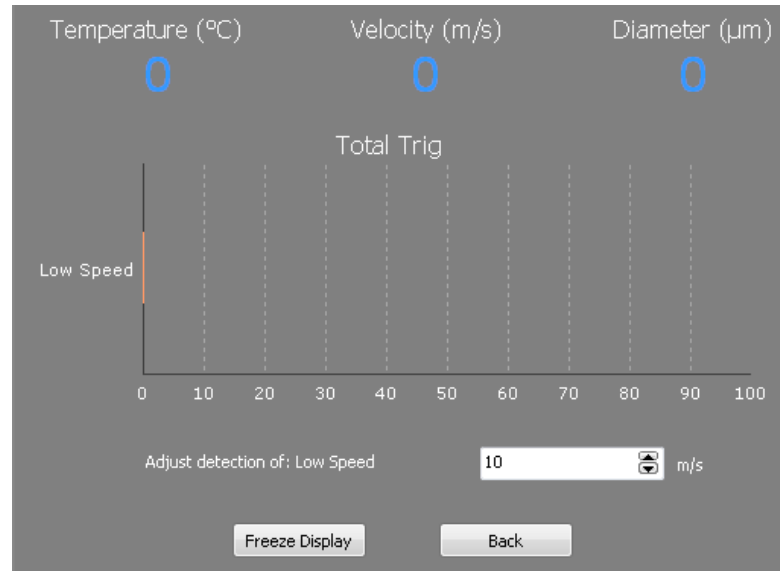 Temperature (ºC) Velocity (m/s) Diameter (µm)
0 0 0
Total Trig
Low Speed
0 10 20 30 40 50 60 70 80 90 100
Adjust detection of: Low Speed 10 m/s
Freeze Display Back